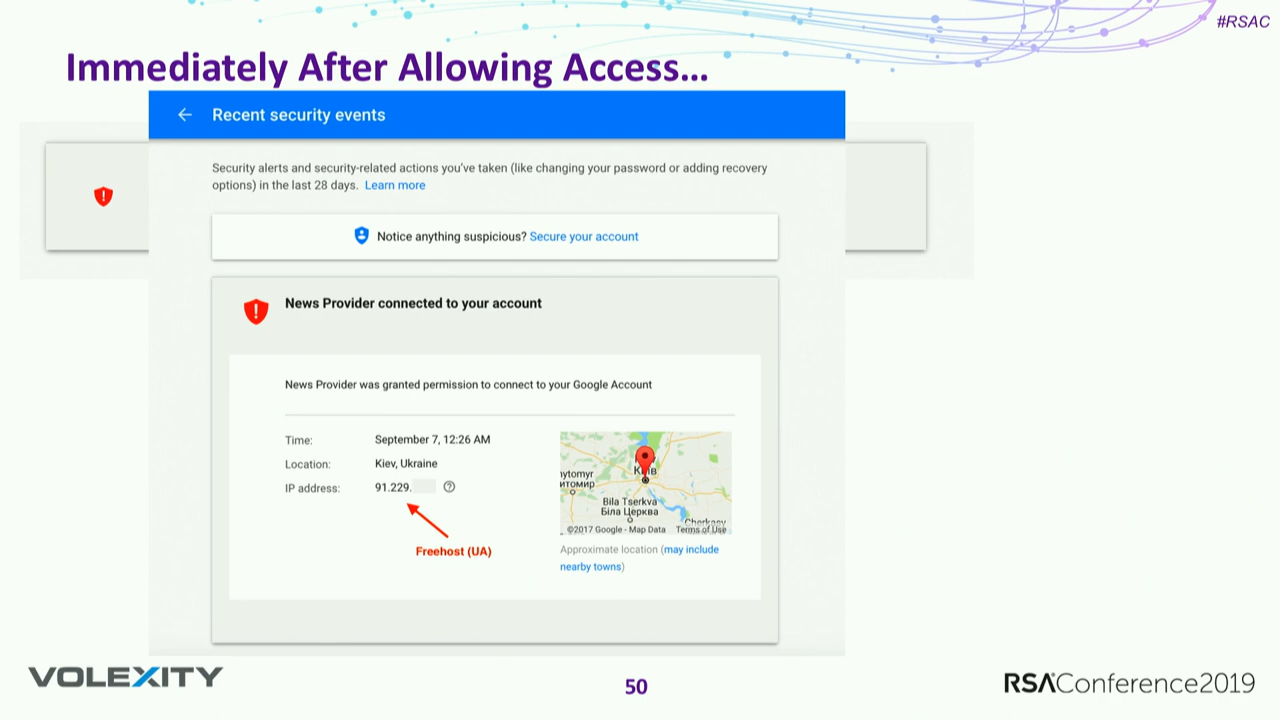 #RSAC
Immediately After Allowing Access...
Recent security events
Security alerts and security-related actions you've taken (like changing your password or adding recovery
options) in the last 28 days. Learn more
Notice anything suspicious? Secure your account
News Provider connected to your account
News Provider was granted permission to connect to your Google Account
Time: September 7, 12:26 AM
Location: Kiev, Ukraine
IP address: 91.229.
Freehost (UA)
Bila Tserkva
Біла Церква
©2017 Google - Map Data Terms of Use
Approximate location (may include
nearby towns)
VOLEXITY
50
RSAConference2019